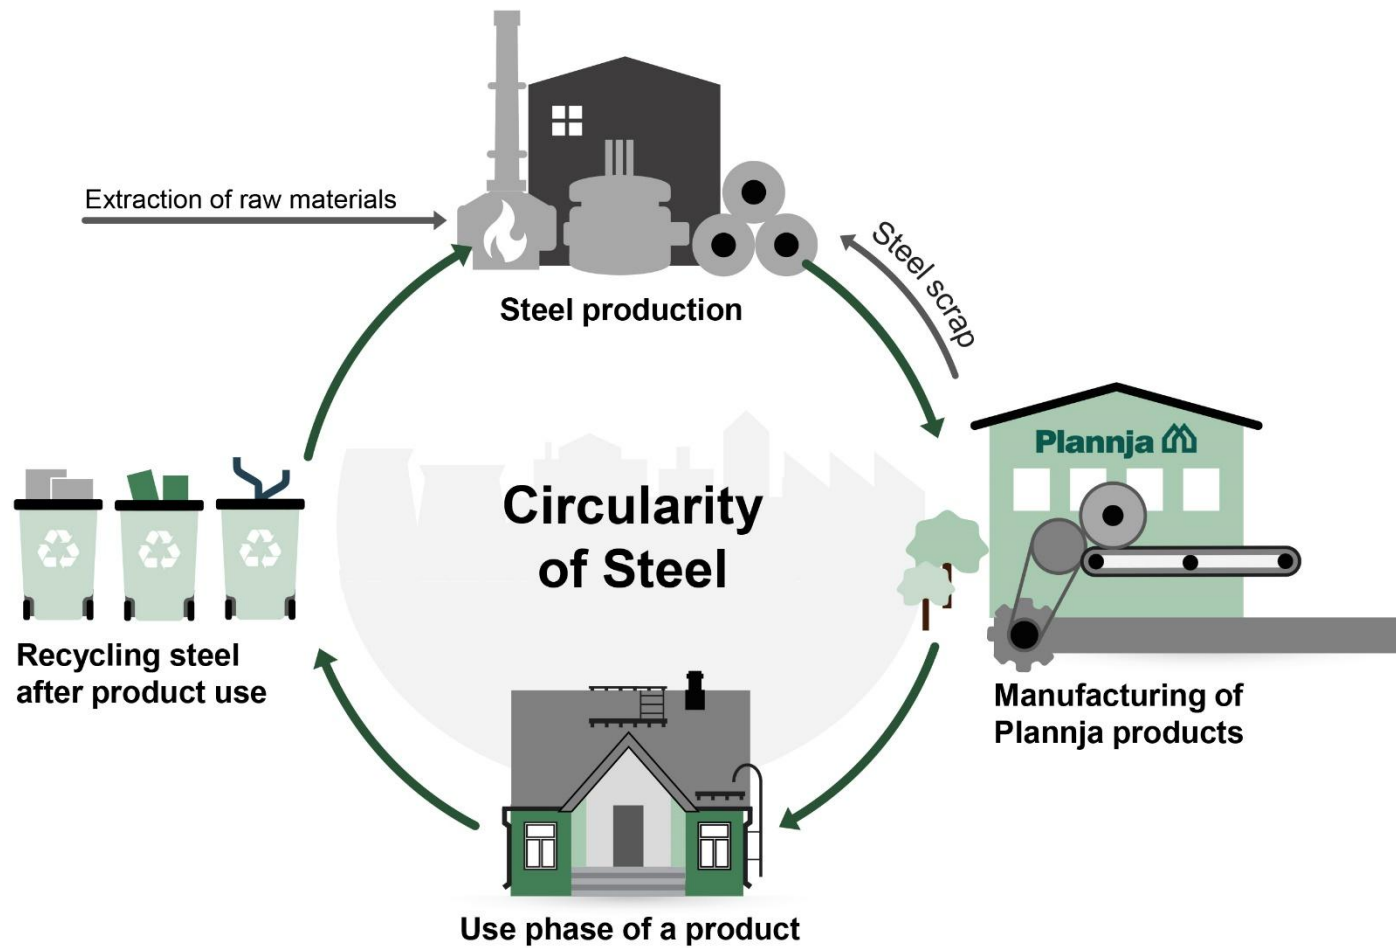 Extraction of raw materials
Steel production
Steel scrap
Plannja
Circularity
of Steel
Recycling steel
after product use
Manufacturing of
Plannja products
Use phase of a product